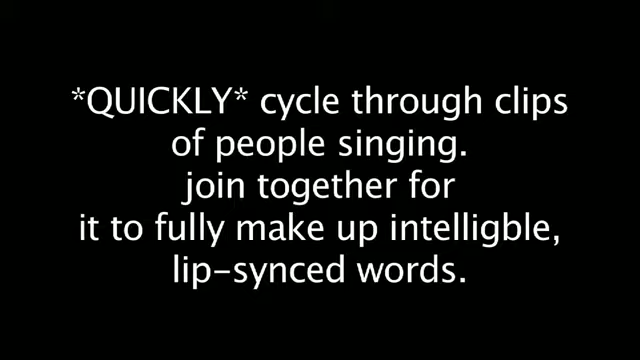 *QUICKLY* cycle through clips
of people singing.
join together for
it to fully make up intelligble,
lip-synced words.